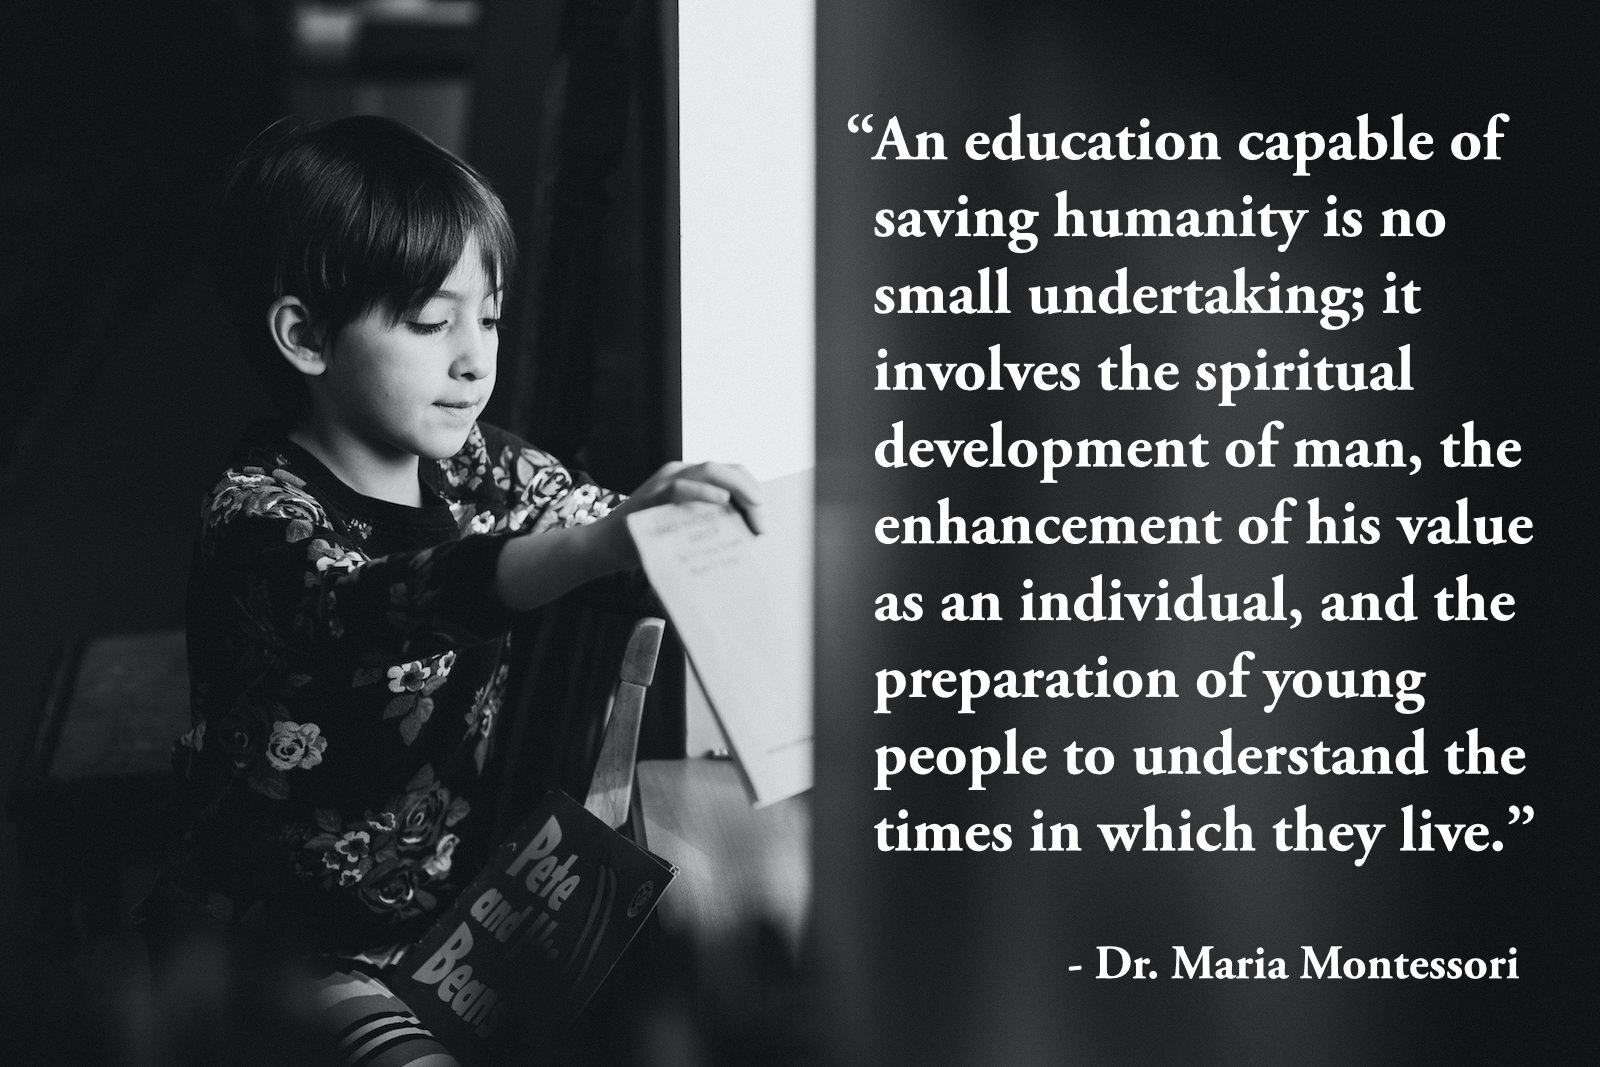 “An education capable of
saving humanity is no
small undertaking; it
involves the spiritual
development of man, the
enhancement of his value
as an individual, and the
preparation of young
people to understand the
times in which they live.”
- Dr. Maria Montessori
Pete
and
Beans